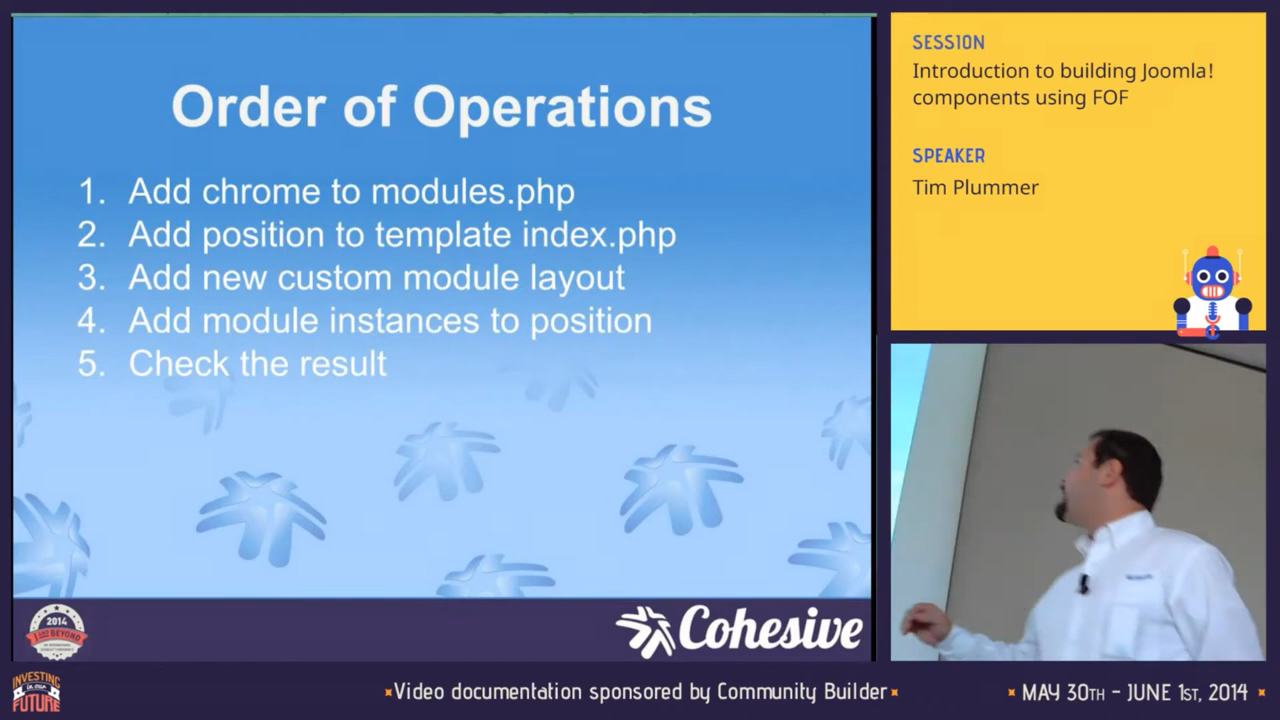 Order of Operations
1. Add chrome to modules.php
2. Add position to template index.php
3. Add new custom module layout
4. Add module instances to position
5. Check the result
2014
J AND BEYOND
Cohesive
SESSION
Introduction to building Joomla!
components using FOF
SPEAKER
Tim Plummer
INVESTING
IN OUR
FUTURE
Video documentation sponsored by Community Builder
MAY 30TH - JUNE 1ST, 2014